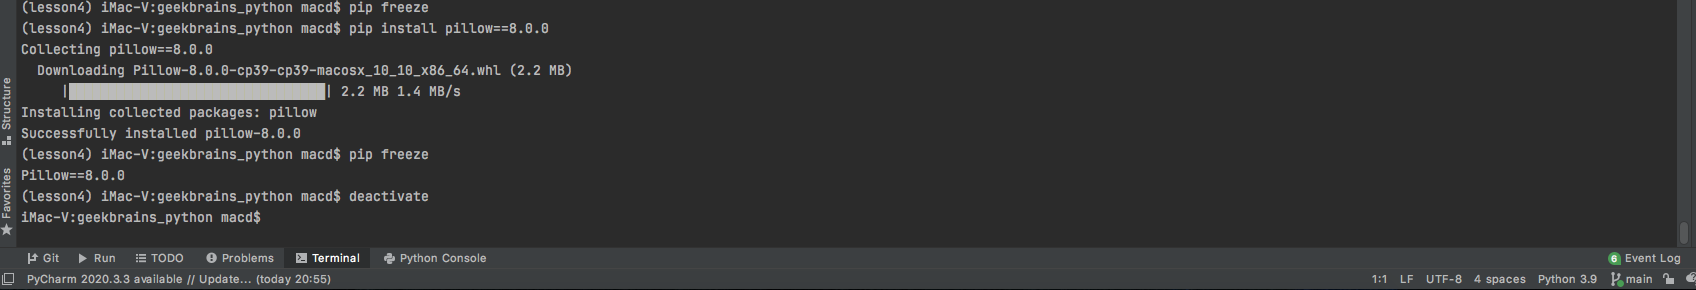 (lesson4) iMac-V:geekbrains_python macd$ pip freeze
(lesson4) iMac-V:geekbrains_python macd$ pip install pillow==8.0.0
Collecting pillow==8.0.0
  Downloading Pillow-8.0.0-cp39-cp39-macosx_10_10_x86_64.whl (2.2 MB)
     |████████████████████████████████| 2.2 MB 1.4 MB/s
Installing collected packages: pillow
Successfully installed pillow-8.0.0
(lesson4) iMac-V:geekbrains_python macd$ pip freeze
Pillow==8.0.0
(lesson4) iMac-V:geekbrains_python macd$ deactivate
iMac-V:geekbrains_python macd$
Structure
Favorites
Git Run TODO Problems Terminal Python Console 6 Event Log
PyCharm 2020.3.3 available // Update... (today 20:55) 1:1 LF UTF-8 4 spaces Python 3.9 main